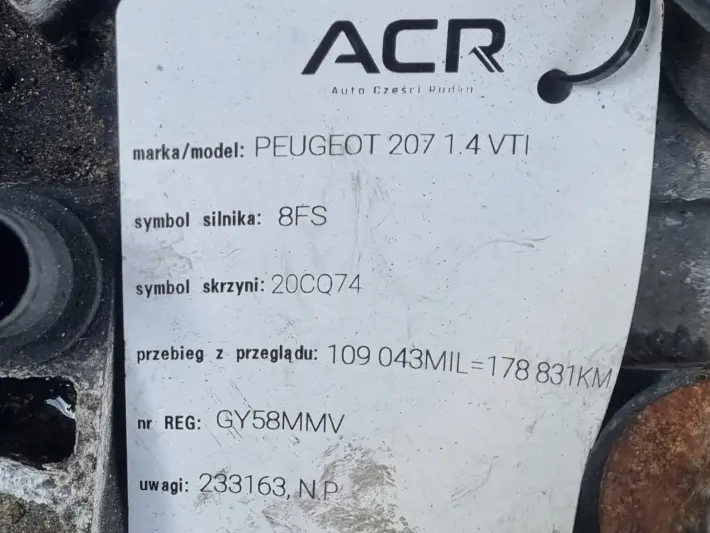 ACR
Auto Części Rudka
marka/model: PEUGEOT 207 1.4 VTI
symbol silnika: 8FS
symbol skrzyni: 20CQ74
przebieg z przeglądu: 109 043MIL=178 831KM
nr REG: GY58MMV
uwagi: 233163, N.P